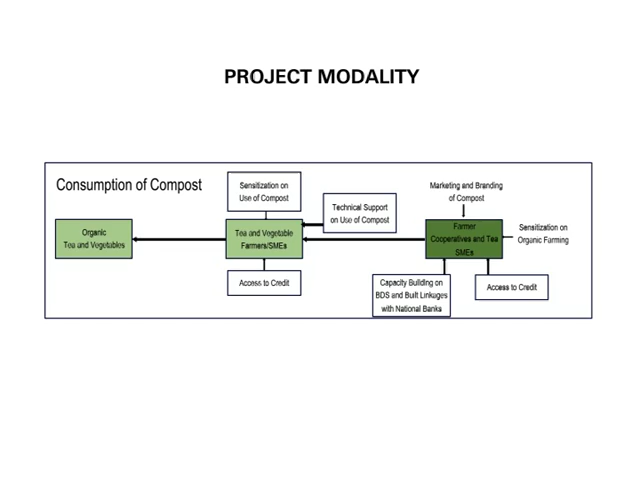 PROJECT MODALITY
Consumption of Compost
Sensitization on
Use of Compost
Technical Support
on Use of Compost
Marketing and Branding
of Compost
Organic
Tea and Vegetables
Tea and Vegetable
Farmers/SMEs
Farmer
Cooperatives and Tea
SMEs
Sensitization on
Organic Farming
Access to Credit
Capacity Building on
BDS and Built Linkuges
with National Banks
Access to Credit